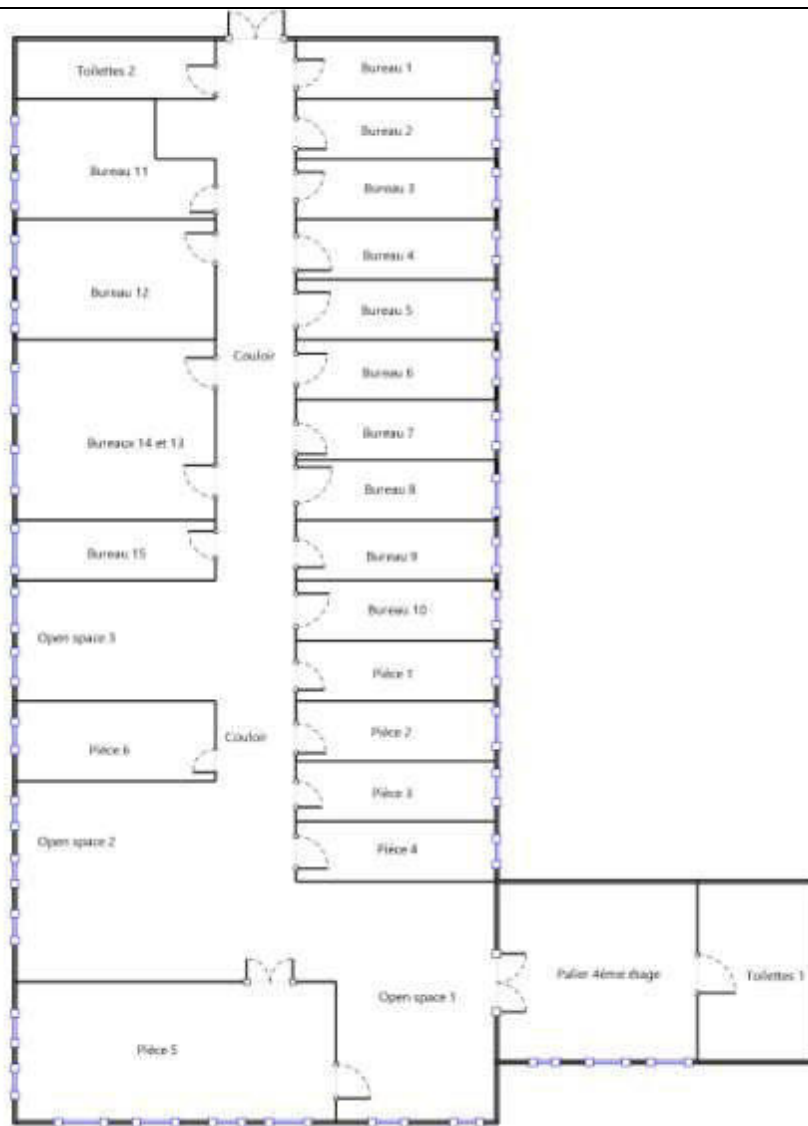 Toilettes 2
Bureau 1
Bureau 2
Bureau 11
Bureau 3
Bureau 4
Bureau 12
Bureau 5
Couloir
Bureau 6
Bureau 7
Bureaux 14 et 13
Bureau 8
Bureau 15
Bureau 9
Bureau 10
Open space 3
Pièce 1
Pièce 2
Couloir
Pièce 6
Pièce 3
Open space 2
Pièce 4
Palier 4éme étage
Toilettes 1
Open space 1
Pièce 5